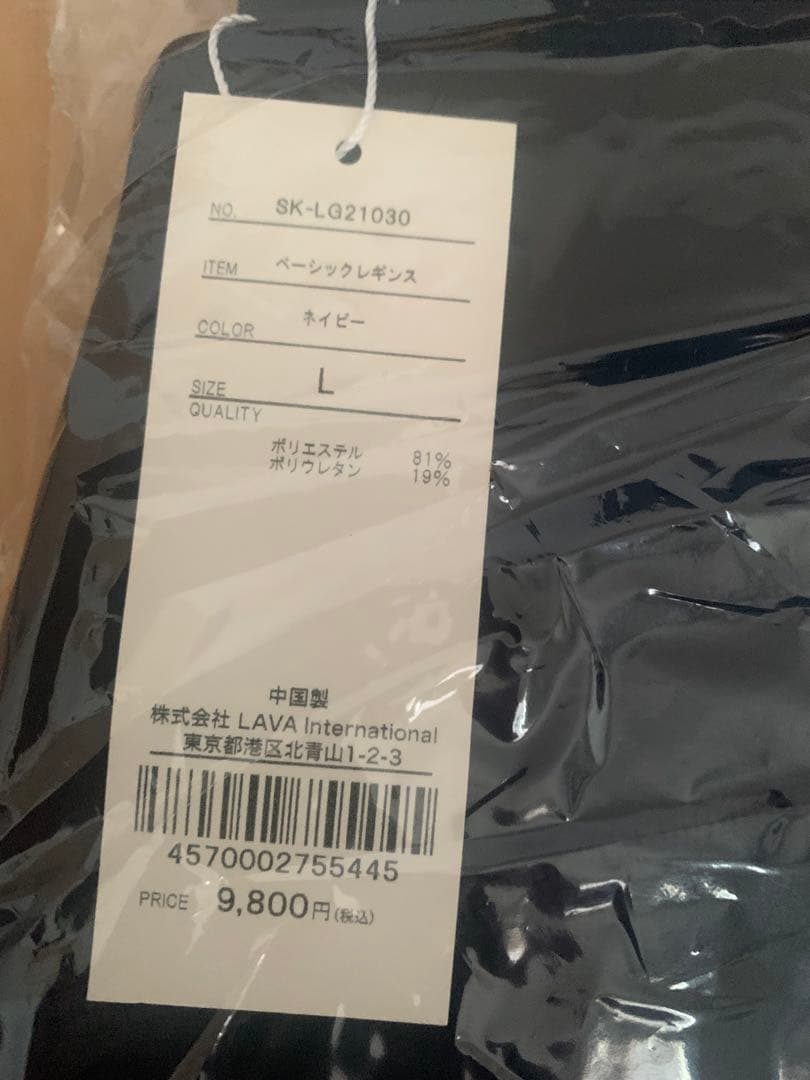 NO. SK-LG21030
ITEM ベーシックレギンス
COLOR ネイビー
SIZE L
QUALITY
ポリエステル 81%
ポリウレタン 19%
中国製
株式会社 LAVA International
東京都港区北青山1-2-3
4570002755445
PRICE 9,800円(税込)